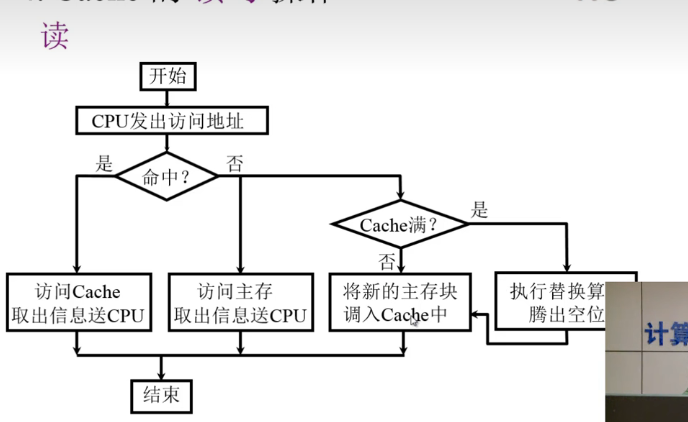 读
开始
CPU发出访问地址
是
命中？
否
Cache满？
是
否
访问Cache
取出信息送CPU
访问主存
取出信息送CPU
将新的主存块
调入Cache中
执行替换算
腾出空位
计算
结束